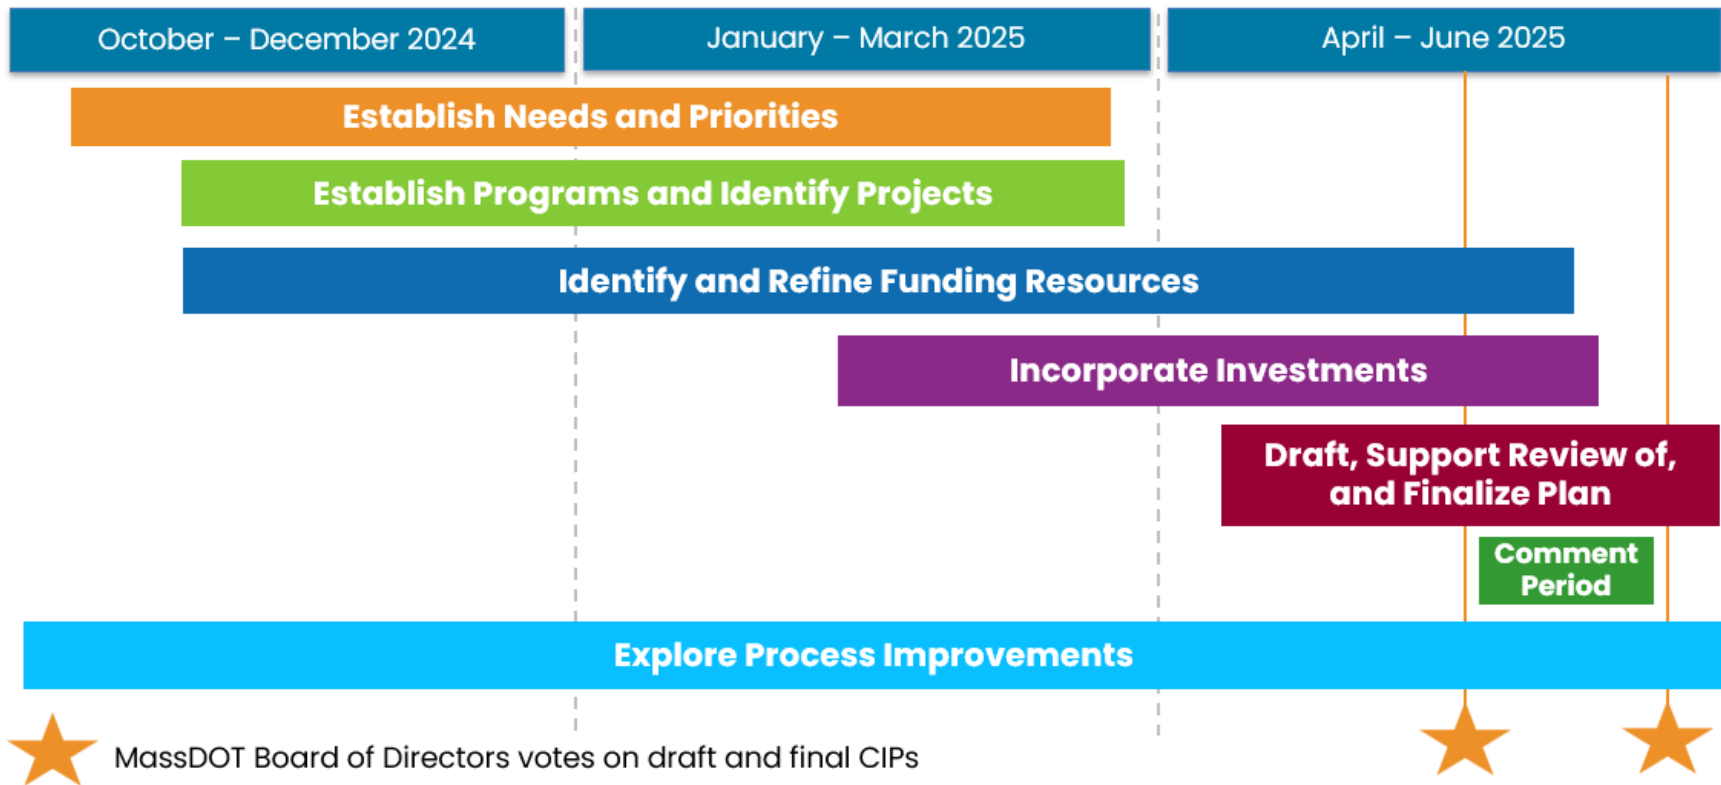 October – December 2024
January – March 2025
April – June 2025
Establish Needs and Priorities
Establish Programs and Identify Projects
Identify and Refine Funding Resources
Incorporate Investments
Draft, Support Review of,
and Finalize Plan
Comment
Period
Explore Process Improvements
MassDOT Board of Directors votes on draft and final CIPs